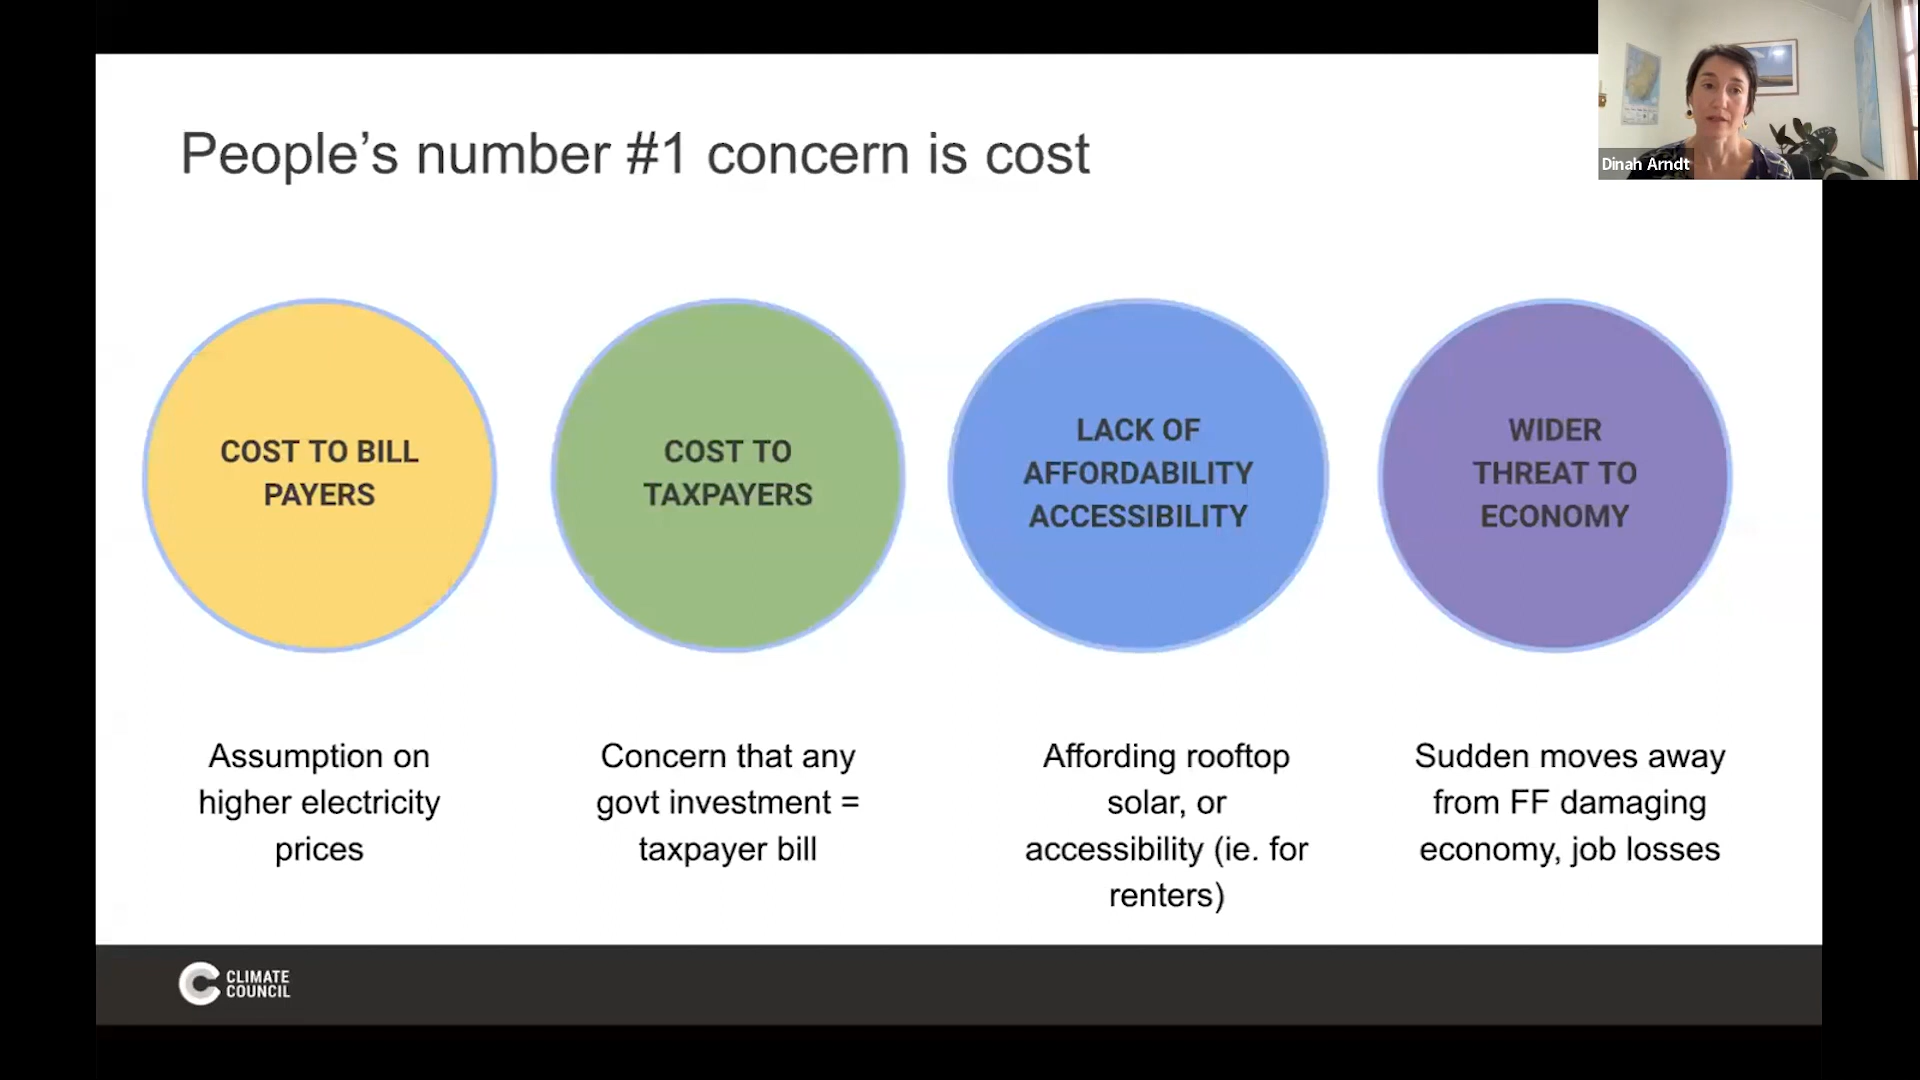 People's number #1 concern is cost
Dinah Arndt
COST TO BILL
PAYERS
COST TO
TAXPAYERS
LACK OF
AFFORDABILITY
ACCESSIBILITY
WIDER
THREAT TO
ECONOMY
Assumption on
higher electricity
prices
Concern that any
govt investment =
taxpayer bill
Affording rooftop
solar, or
accessibility (ie. for
renters)
Sudden moves away
from FF damaging
economy, job losses
CLIMATE
COUNCIL